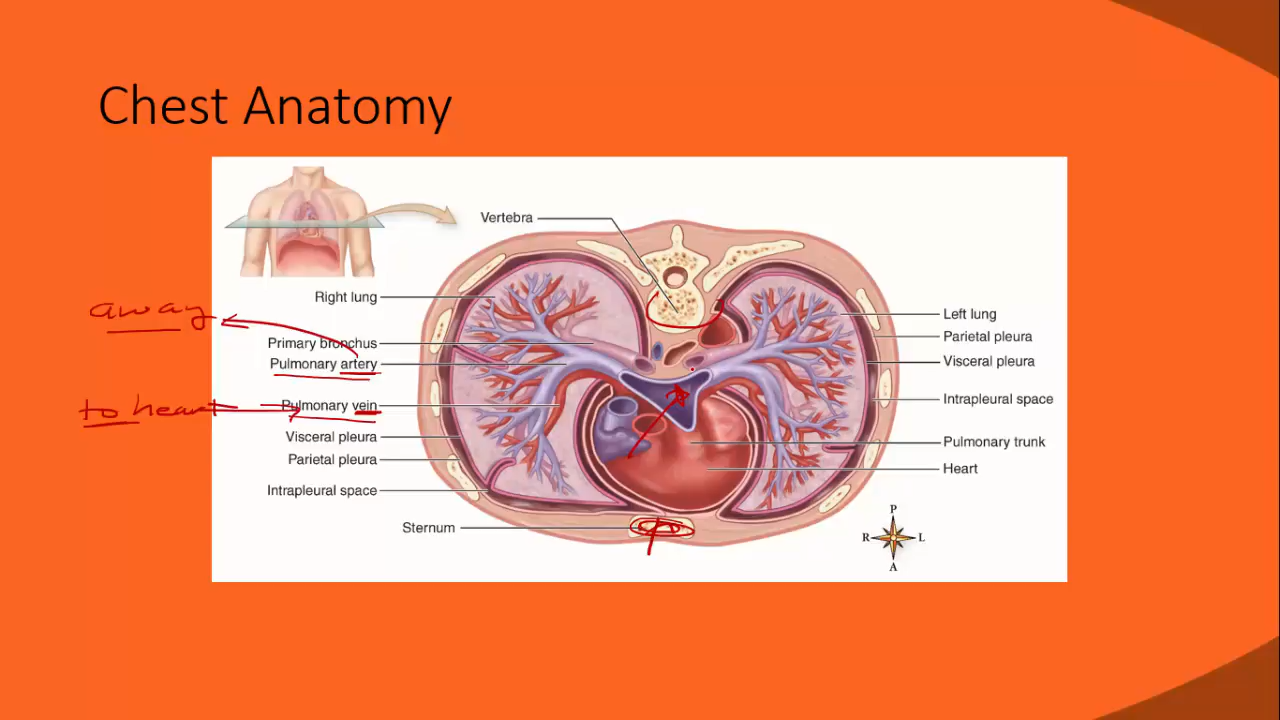 Chest Anatomy
Vertebra
Right lung
away
Primary bronchus
Pulmonary artery
to heart
Pulmonary vein
Visceral pleura
Parietal pleura
Intrapleural space
Sternum
Left lung
Parietal pleura
Visceral pleura
Intrapleural space
Pulmonary trunk
Heart
P
R L
A